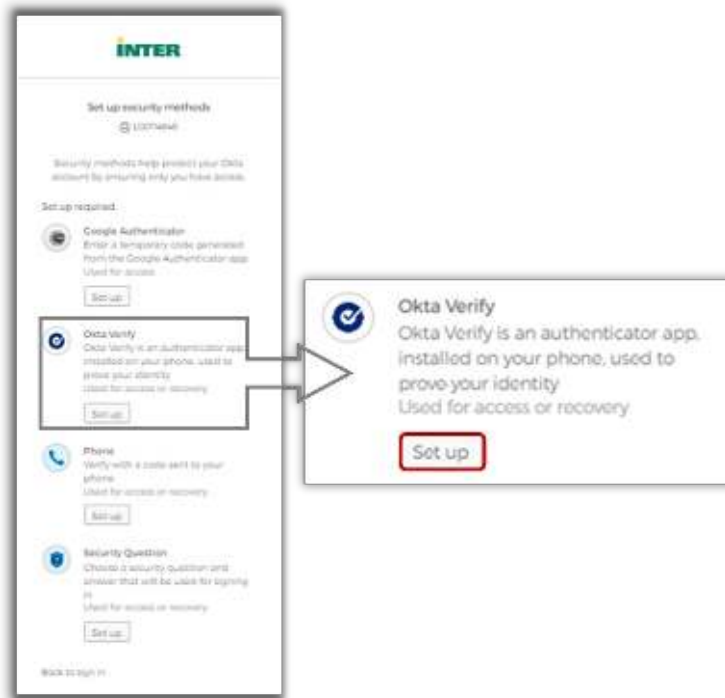 INTER
Set up security methods
Security methods help protect your Okta
account by ensuring only you have access.
Set up required
Google Authenticator
Enter a temporary code generated
from the Google Authenticator app
Used for access
Set up
Okta Verify
Okta Verify is an authenticator app,
installed on your phone, used to
prove your identity
Used for access or recovery
Set up
Phone
Verify with a code sent to your
phone
Used for access or recovery
Set up
Security Question
Choose a security question and
answer that will be used for signing
in
Used for access or recovery
Set up
Back to sign in
Okta Verify
Okta Verify is an authenticator app,
installed on your phone, used to
prove your identity
Used for access or recovery
Set up